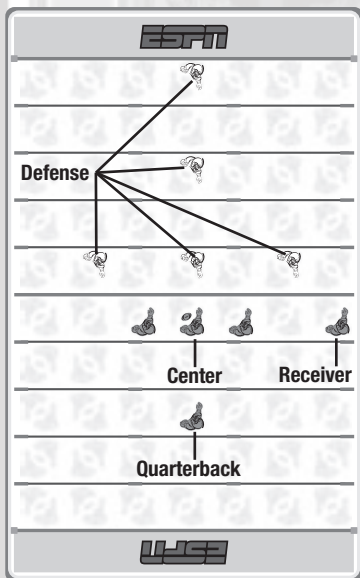 ESPN
Defense
Center
Receiver
Quarterback
ESPN